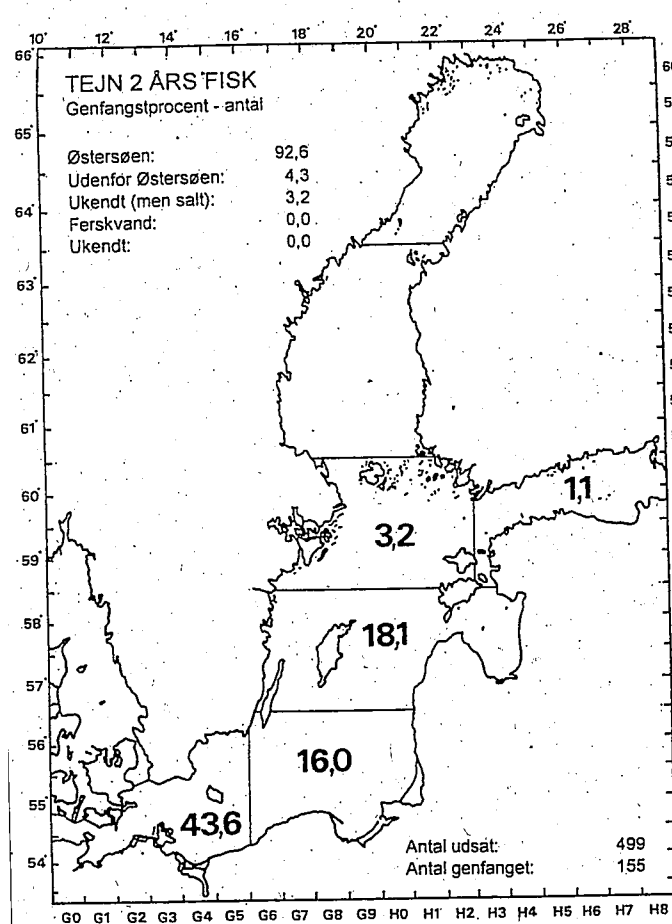 10° 12° 14° 16° 18° 20° 22° 24° 26° 28°
66°
TEJN 2 ÅRS FISK
Genfangstprocent - antal
65°
Østersøen: 92,6
Udenfor Østersøen: 4,3
Ukendt (men salt): 3,2
64°
Ferskvand: 0,0
Ukendt: 0,0
63°
62°
61°
60°
1,1
3,2
59°
58°
18,1
57°
56°
16,0
55°
43,6
Antal udsat: 499
Antal genfanget: 155
54°
G0 G1 G2 G3 G4 G5 G6 G7 G8 G9 H0 H1 H2 H3 H4 H5 H6 H7 H8